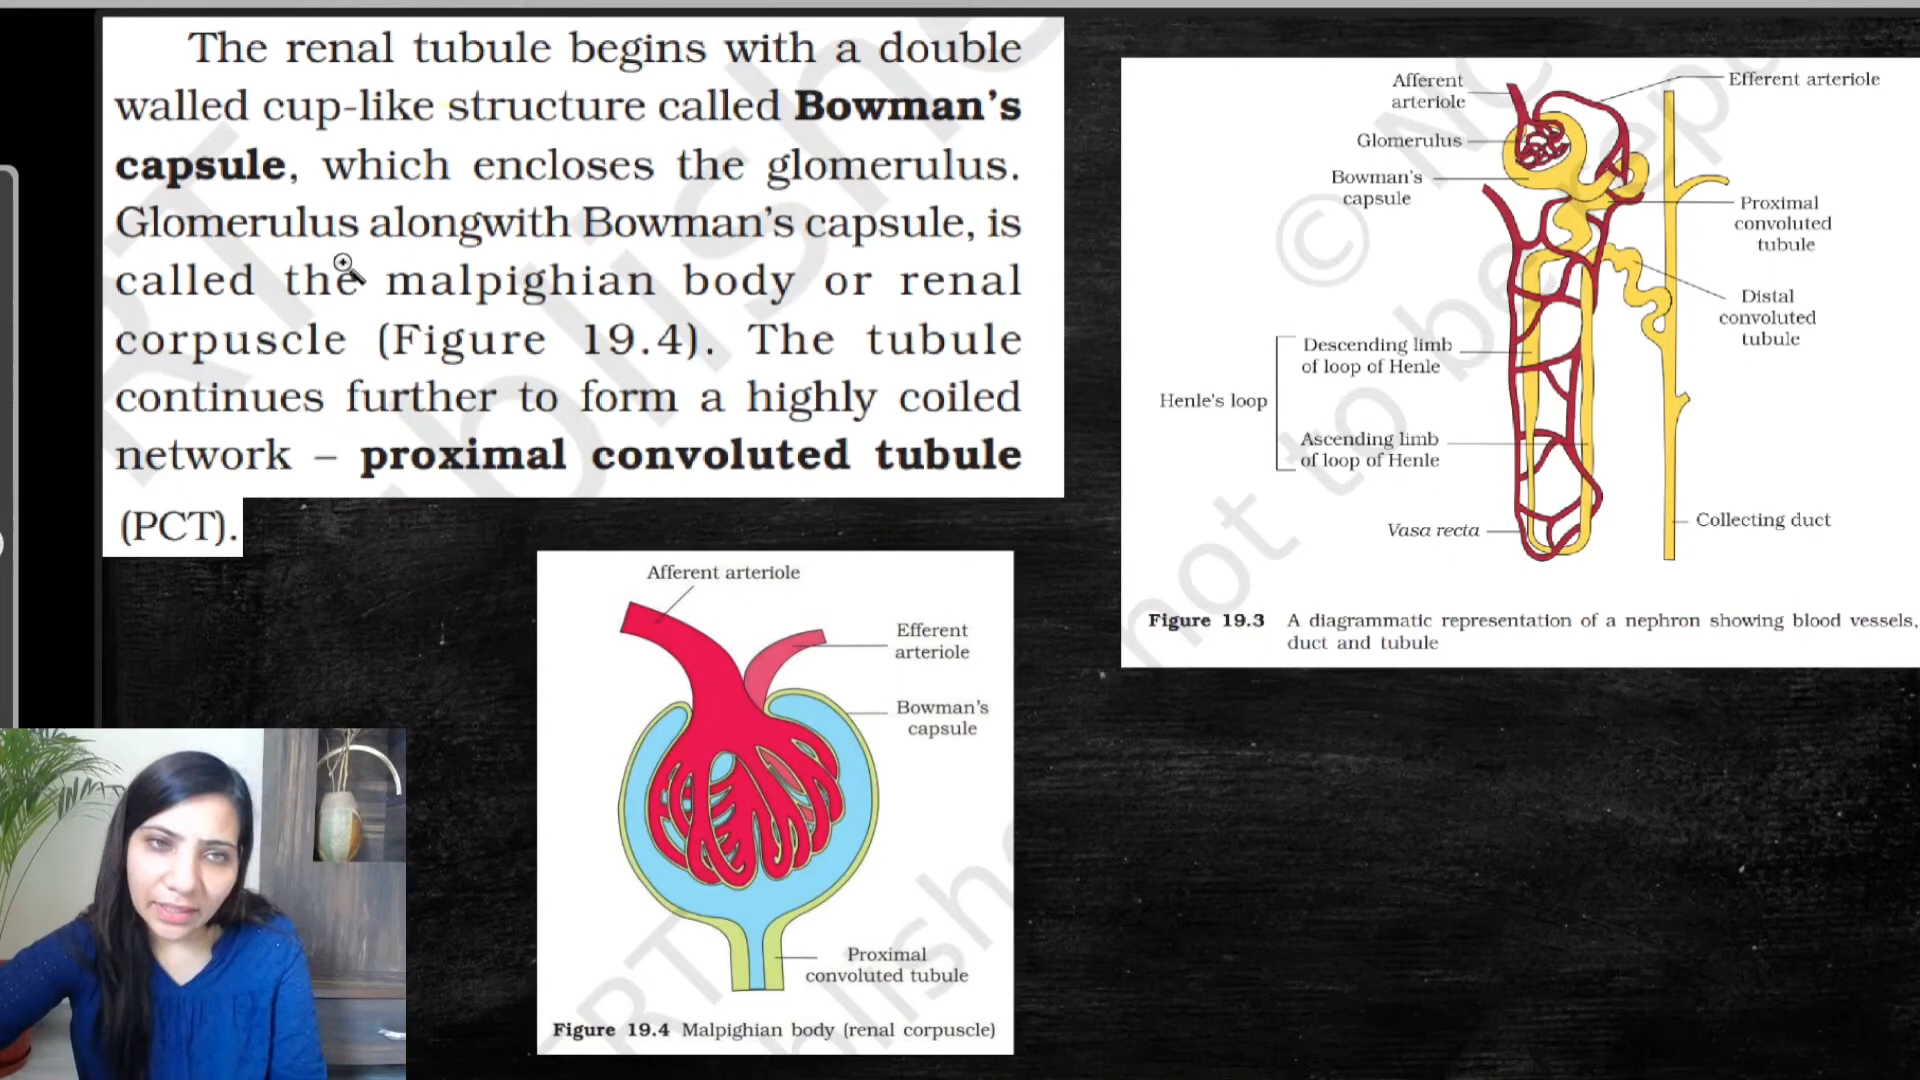 The renal tubule begins with a double
walled cup-like structure called Bowman's
capsule, which encloses the glomerulus.
Glomerulus alongwith Bowman's capsule, is
called the malpighian body or renal
corpuscle (Figure 19.4). The tubule
continues further to form a highly coiled
network – proximal convoluted tubule
(PCT).
Afferent arteriole
Efferent
arteriole
Bowman's
capsule
Proximal
convoluted tubule
Figure 19.4 Malpighian body (renal corpuscle)
Afferent
arteriole
Efferent arteriole
Glomerulus
Bowman's
capsule
Proximal
convoluted
tubule
Distal
convoluted
tubule
Descending limb
of loop of Henle
Henle's loop
Ascending limb
of loop of Henle
Vasa recta
Collecting duct
Figure 19.3 A diagrammatic representation of a nephron showing blood vessels,
duct and tubule
© NC
not to be rep